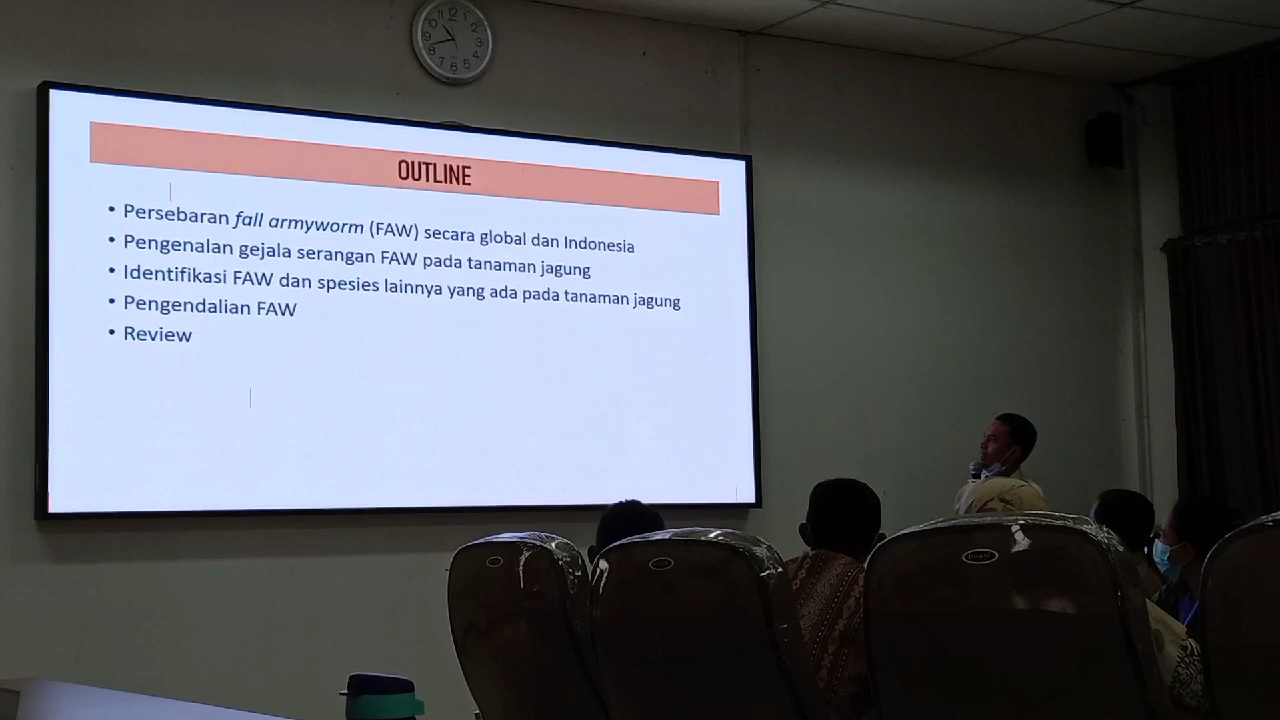 OUTLINE
• Persebaran fall armyworm (FAW) secara global dan Indonesia
• Pengenalan gejala serangan FAW pada tanaman jagung
• Identifikasi FAW dan spesies lainnya yang ada pada tanaman jagung
• Pengendalian FAW
• Review